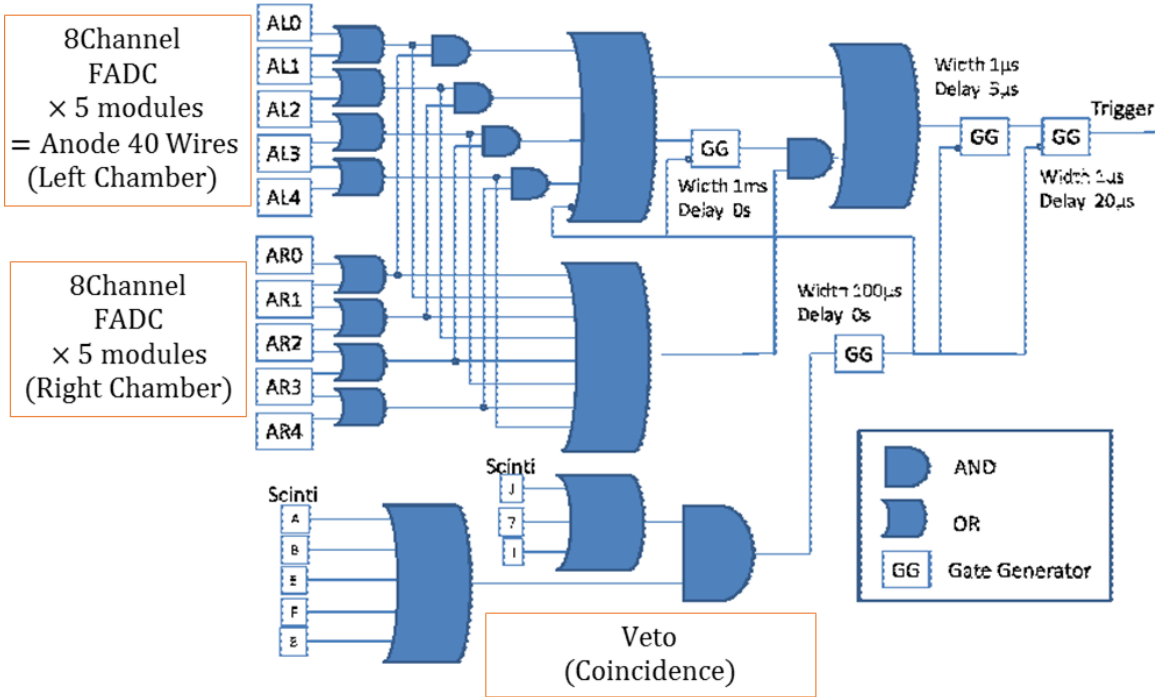 8Channel
FADC
× 5 modules
= Anode 40 Wires
(Left Chamber)
AL0
AL1
AL2
AL3
AL4
8Channel
FADC
× 5 modules
(Right Chamber)
AR0
AR1
AR2
AR3
AR4
GG
Width 1ms
Delay 0s
Width 1μs
Delay 5μs
GG
GG
Trigger
Width 1μs
Delay 20μs
Width 100μs
Delay 0s
GG
Scinti
J
7
I
Scinti
A
B
E
F
Veto
(Coincidence)
AND
OR
GG
Gate Generator